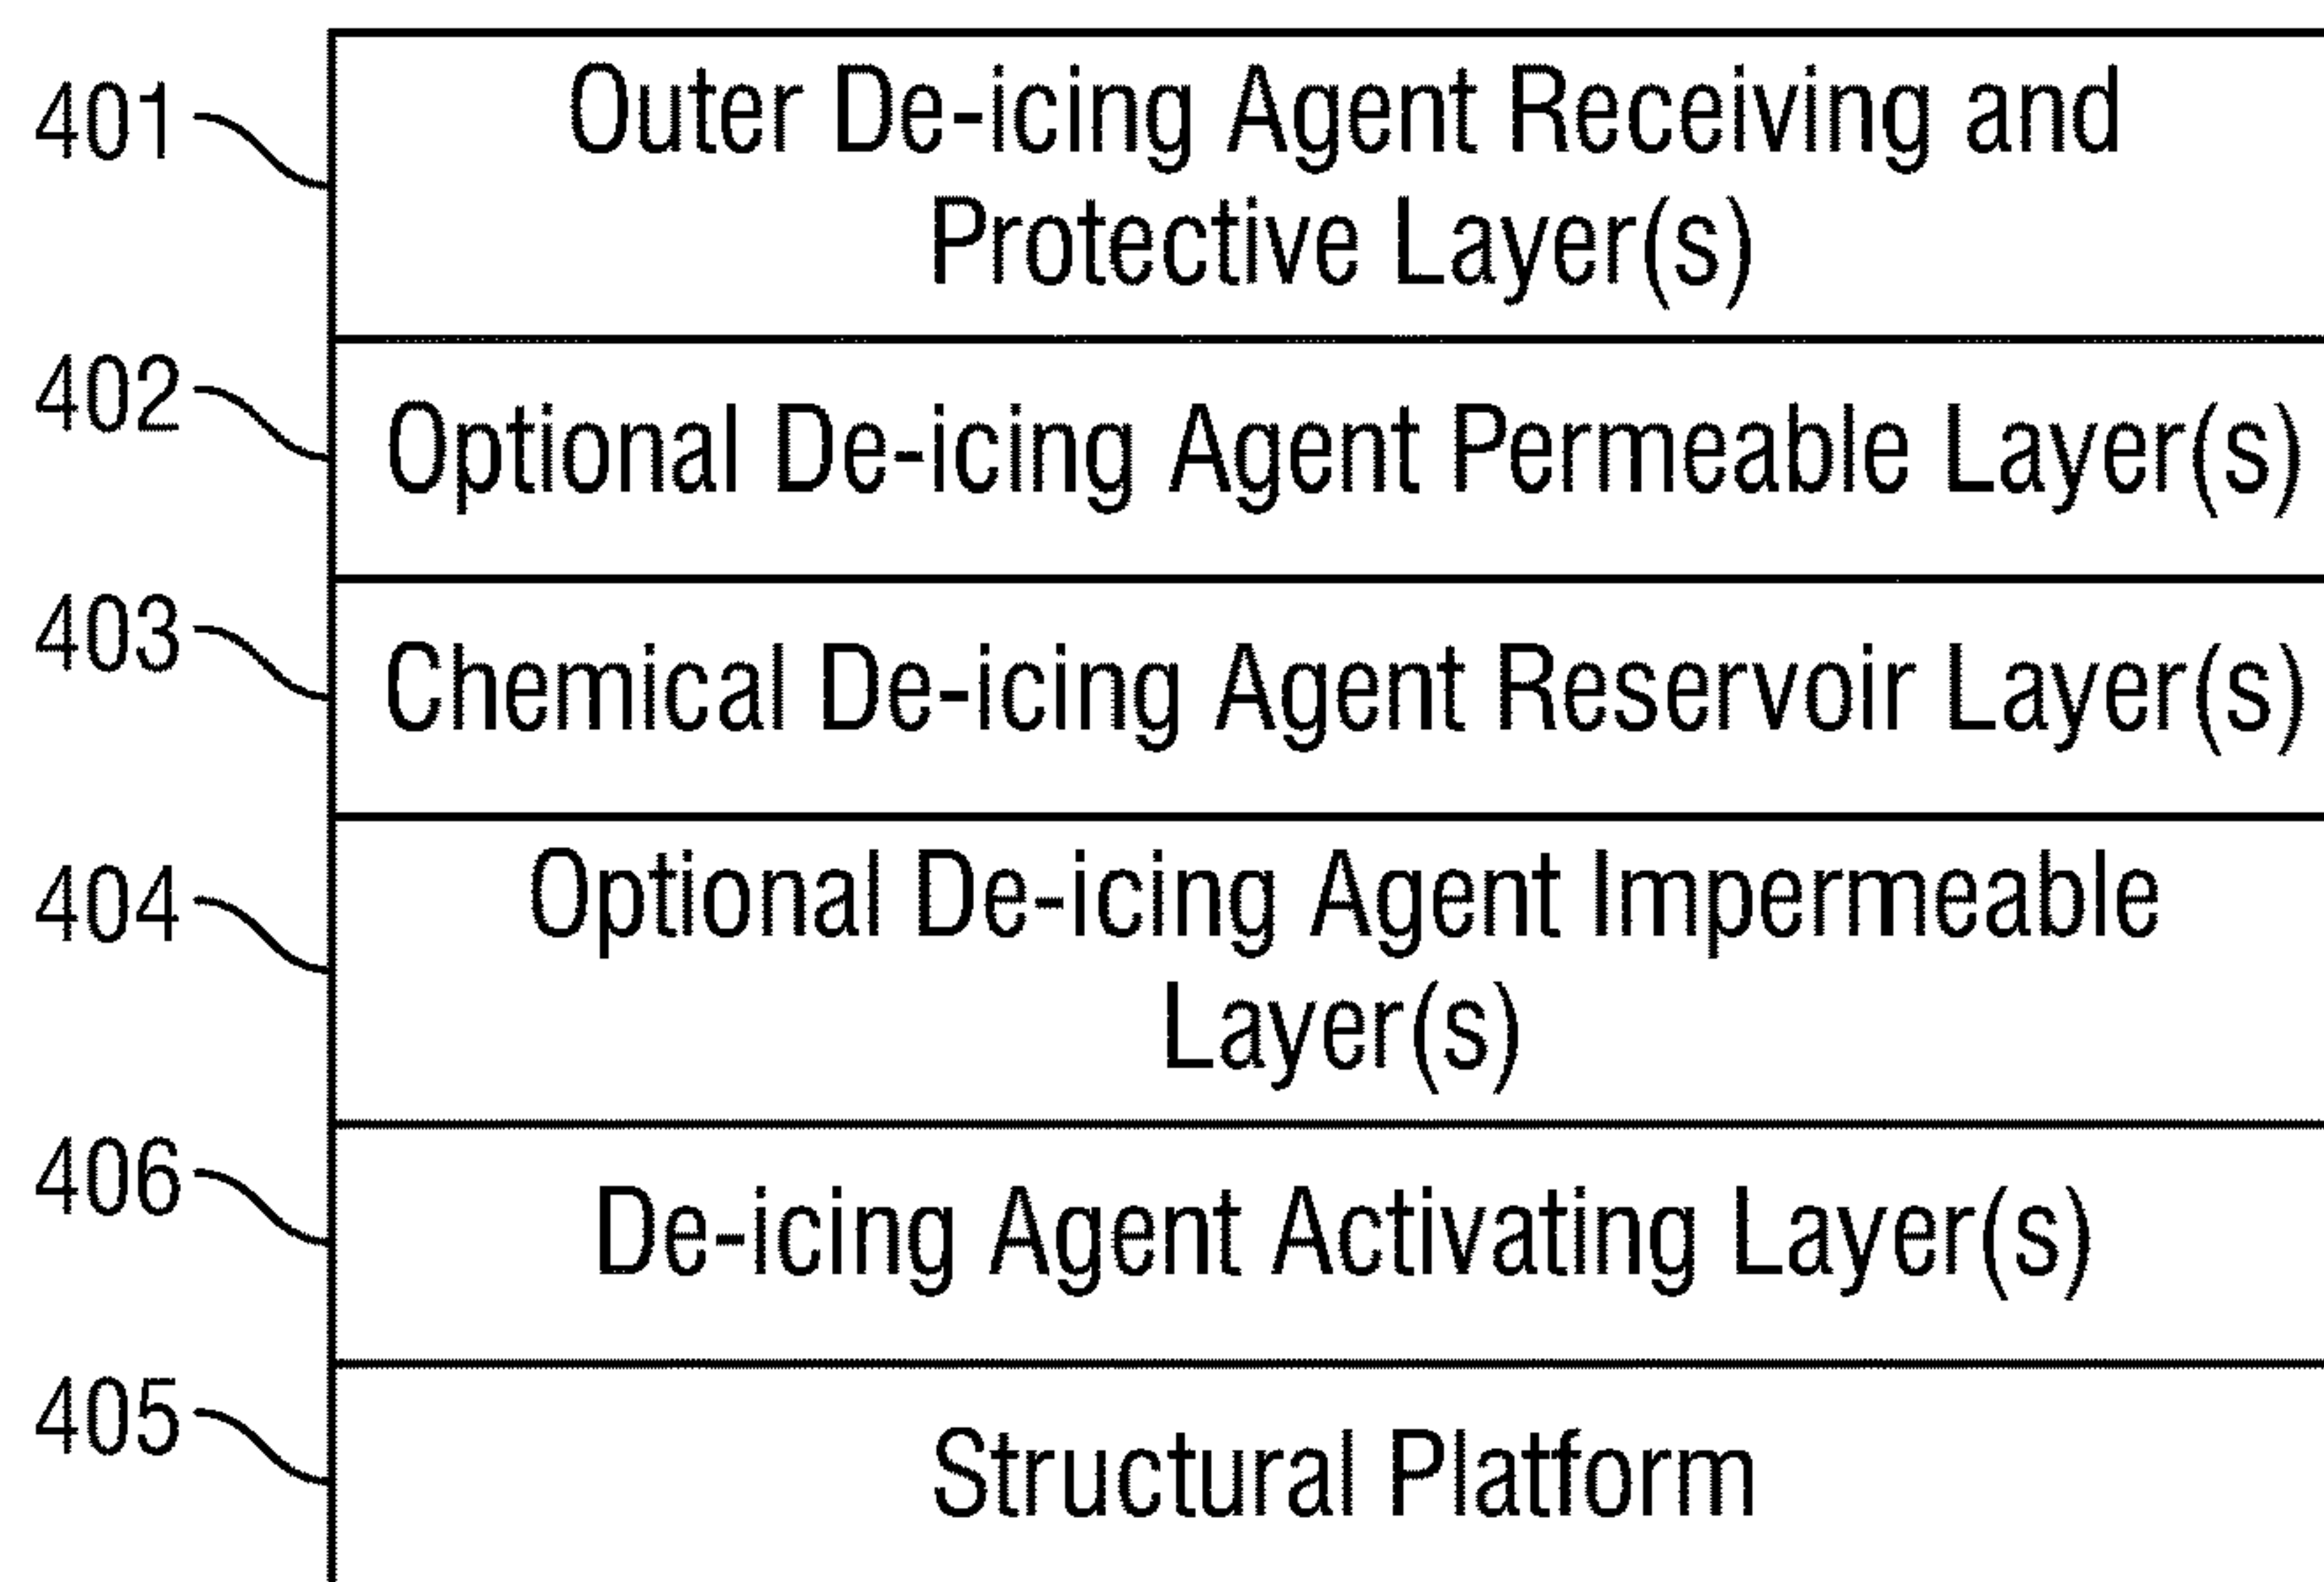 401
Outer De-icing Agent Receiving and
Protective Layer(s)
402
Optional De-icing Agent Permeable Layer(s)
403
Chemical De-icing Agent Reservoir Layer(s)
404
Optional De-icing Agent Impermeable
Layer(s)
406
De-icing Agent Activating Layer(s)
405
Structural Platform